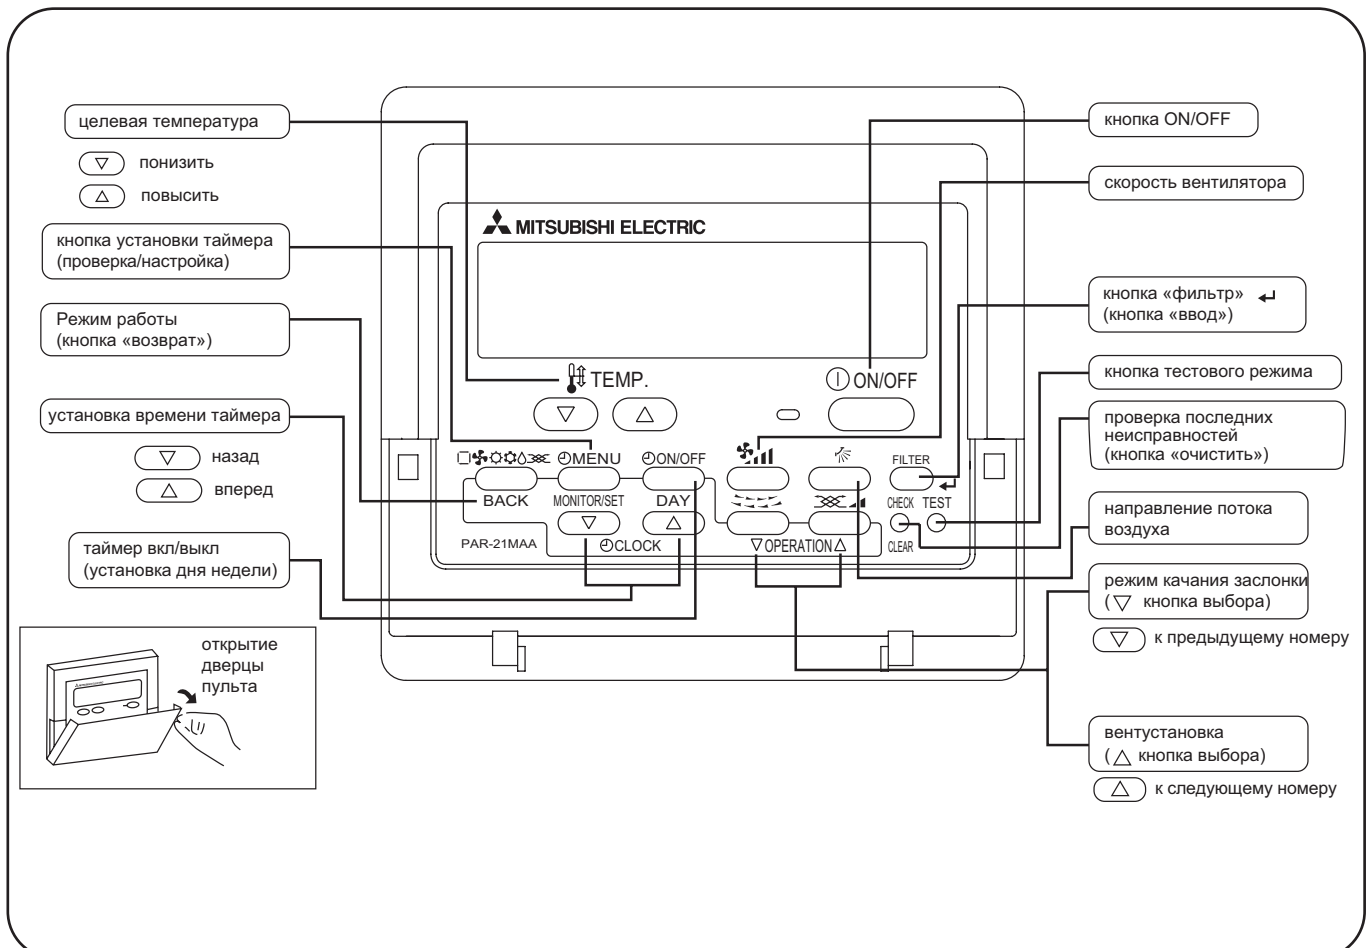 целевая температура
понизить
повысить
кнопка установки таймера
(проверка/настройка)
Режим работы
(кнопка «возврат»)
установка времени таймера
назад
вперед
таймер вкл/выкл
(установка дня недели)
открытие
дверцы
пульта
MITSUBISHI ELECTRIC
TEMP.
ON/OFF
MENU
ON/OFF
FILTER
BACK
MONITOR/SET
DAY
CHECK
TEST
PAR-21MAA
CLOCK
OPERATION
CLEAR
кнопка ON/OFF
скорость вентилятора
кнопка «фильтр»
(кнопка «ввод»)
кнопка тестового режима
проверка последних
неисправностей
(кнопка «очистить»)
направление потока
воздуха
режим качания заслонки
(▽ кнопка выбора)
к предыдущему номеру
вентустановка
(△ кнопка выбора)
к следующему номеру